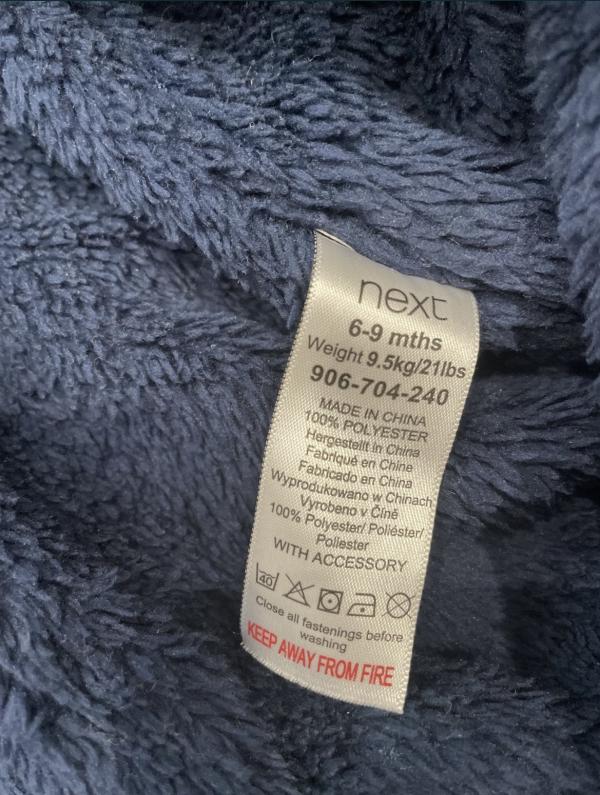 next
6-9 mths
Weight 9.5kg/21lbs
906-704-240
MADE IN CHINA
100% POLYESTER
Hergestellt in China
Fabriqué en Chine
Fabricado en China
Wyprodukowano w Chinach
Vyrobeno v Číně
100% Polyester/ Poliéster/
Poliester
WITH ACCESSORY
40
Close all fastenings before
washing
KEEP AWAY FROM FIRE